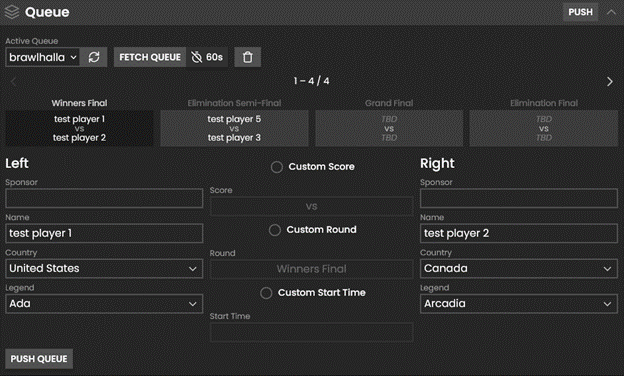 Queue
PUSH
Active Queue
brawlhalla
FETCH QUEUE
60s
1 – 4 / 4
Winners Final
test player 1
vs
test player 2
Elimination Semi-Final
test player 5
vs
test player 3
Grand Final
TBD
vs
TBD
Elimination Final
TBD
vs
TBD
Left
Sponsor
Name
test player 1
Country
United States
Legend
Ada
Custom Score
Score
vs
Custom Round
Round
Winners Final
Custom Start Time
Start Time
Right
Sponsor
Name
test player 2
Country
Canada
Legend
Arcadia
PUSH QUEUE